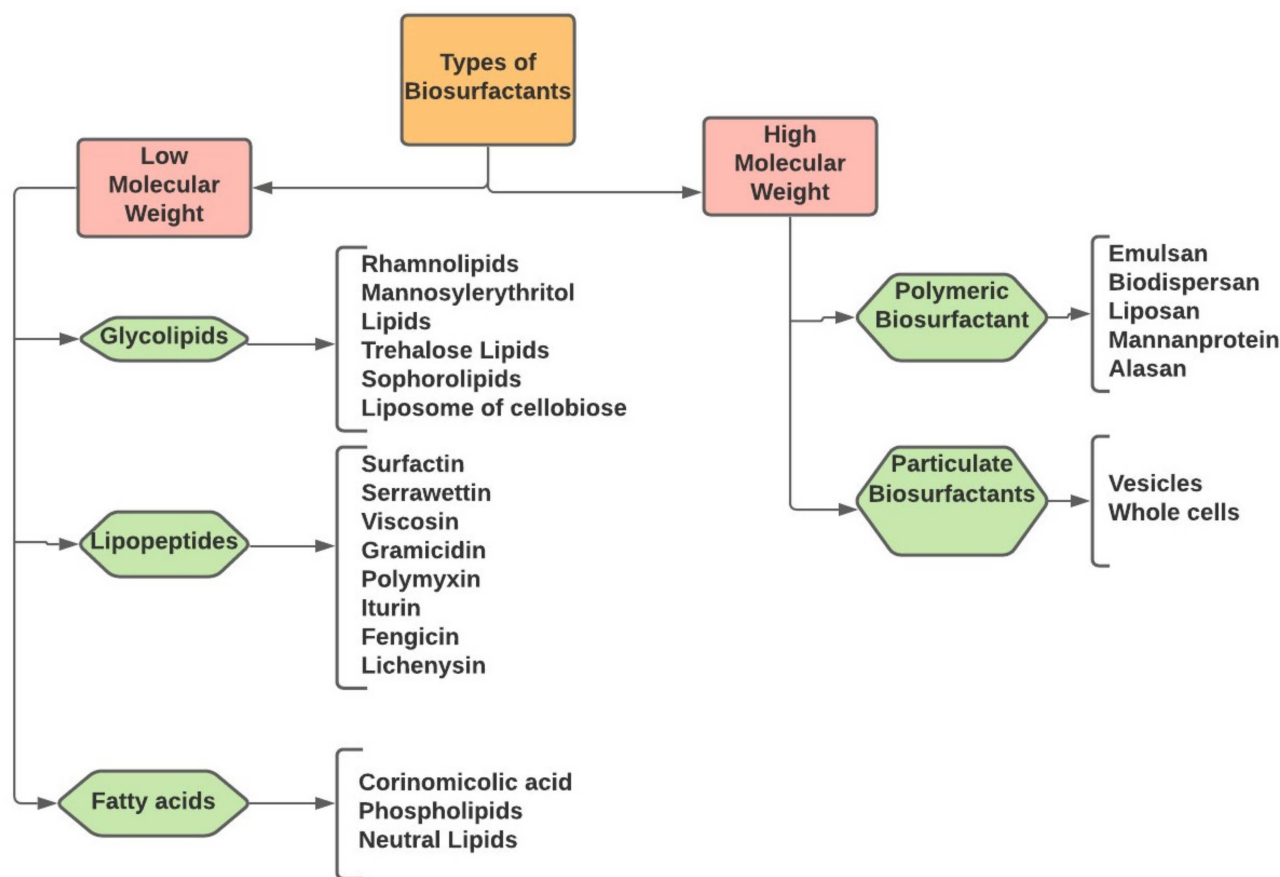 Types of
Biosurfactants
Low
Molecular
Weight
High
Molecular
Weight
Glycolipids
Rhamnolipids
Mannosylerythritol
Lipids
Trehalose Lipids
Sophorolipids
Liposome of cellobiose
Lipopeptides
Surfactin
Serrawettin
Viscosin
Gramicidin
Polymyxin
Iturin
Fengicin
Lichenysin
Fatty acids
Corinomicolic acid
Phospolipids
Neutral Lipids
Polymeric
Biosurfactant
Emulsan
Biodispersan
Liposan
Mannanprotein
Alasan
Particulate
Biosurfactants
Vesicles
Whole cells